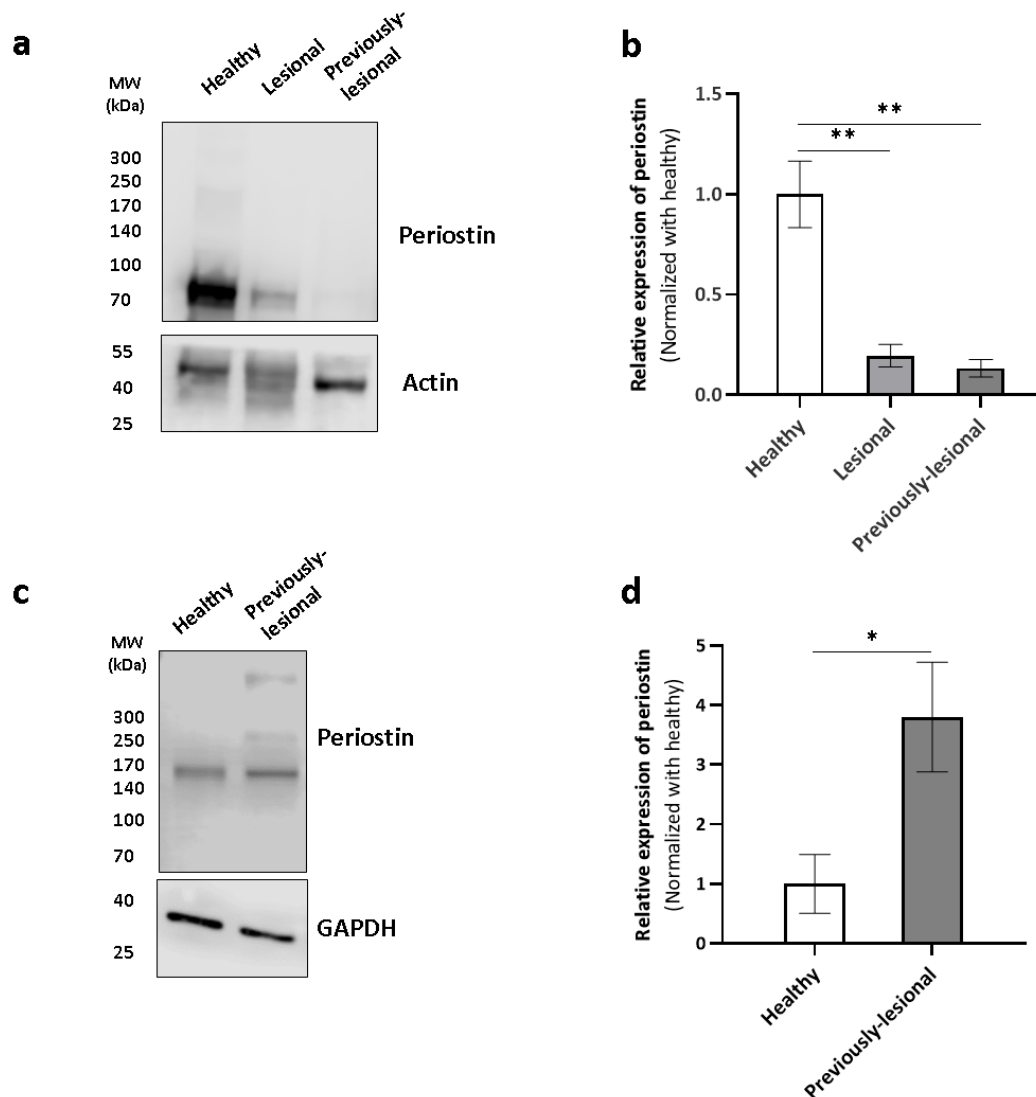 a
MW
(kDa)
Healthy
Lesional
Previously-
lesional
300
250
170
140
100
70
55
40
25
Periostin
Actin
b
Relative expression of periostin
(Normalized with healthy)
1.5
1.0
0.5
0.0
**
**
Healthy
Lesional
Previously-lesional
c
MW
(kDa)
Healthy
Previously-
lesional
300
250
170
140
100
70
40
25
Periostin
GAPDH
d
Relative expression of periostin
(Normalized with healthy)
5
4
3
2
1
0
*
Healthy
Previously-lesional